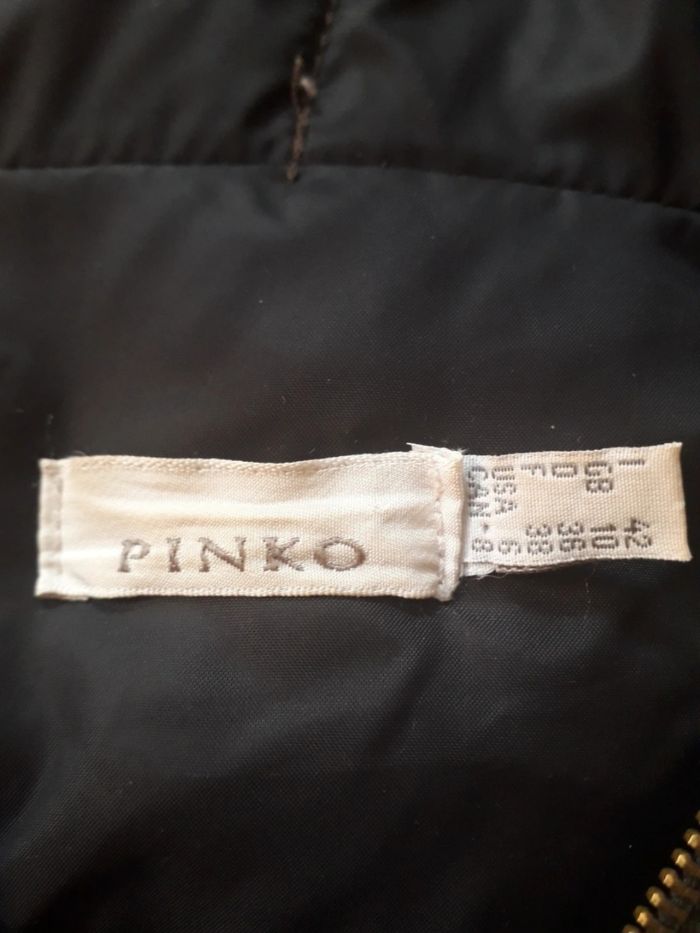 PINKO
I 42
GB 10
D 36
F 38
USA 6
CAN • 8